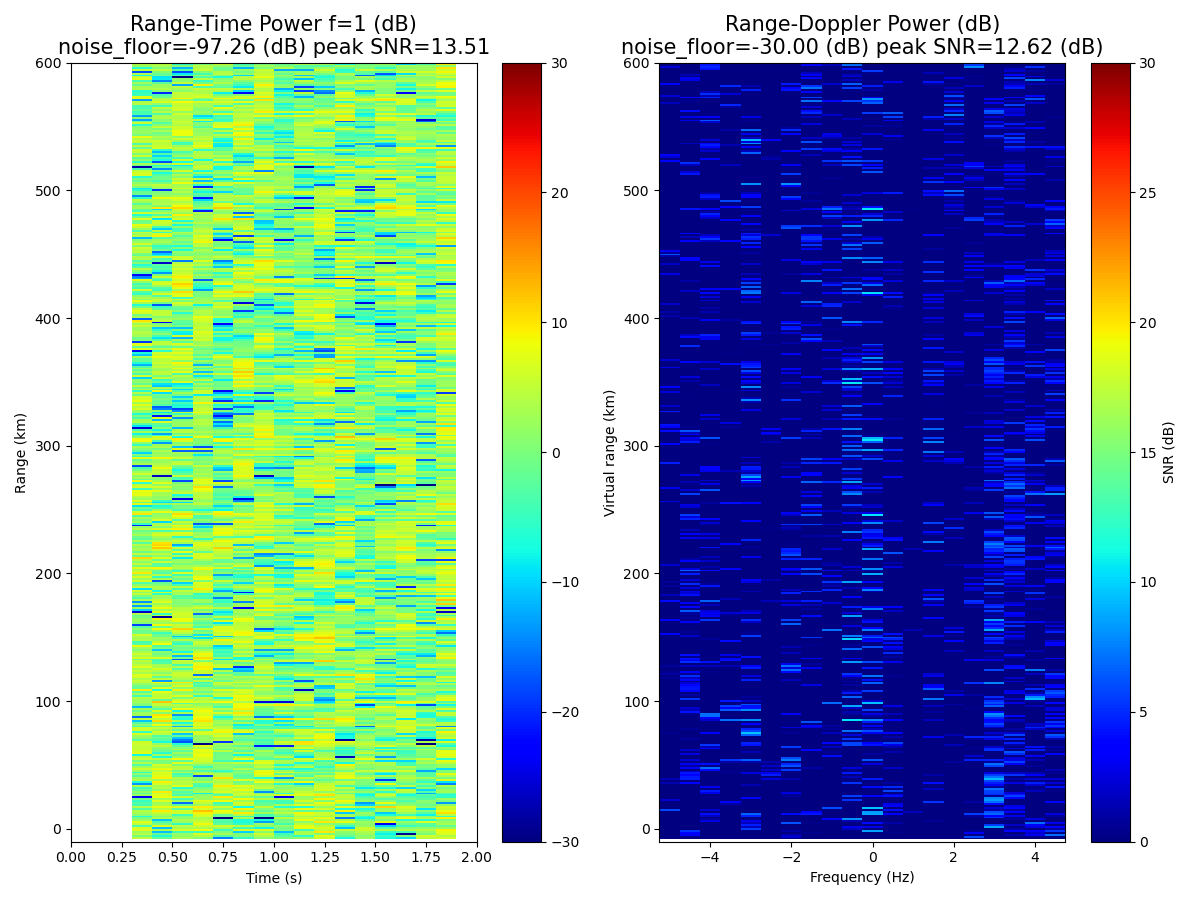 Range-Time Power f=1 (dB)
noise_floor=-97.26 (dB) peak SNR=13.51
600
500
400
300
200
100
0
Range (km)
0.00 0.25 0.50 0.75 1.00 1.25 1.50 1.75 2.00
Time (s)
30
20
10
0
−10
−20
−30
Range-Doppler Power (dB)
noise_floor=-30.00 (dB) peak SNR=12.62 (dB)
600
500
400
300
200
100
0
Virtual range (km)
−4 −2 0 2 4
Frequency (Hz)
30
25
20
15
10
5
0
SNR (dB)